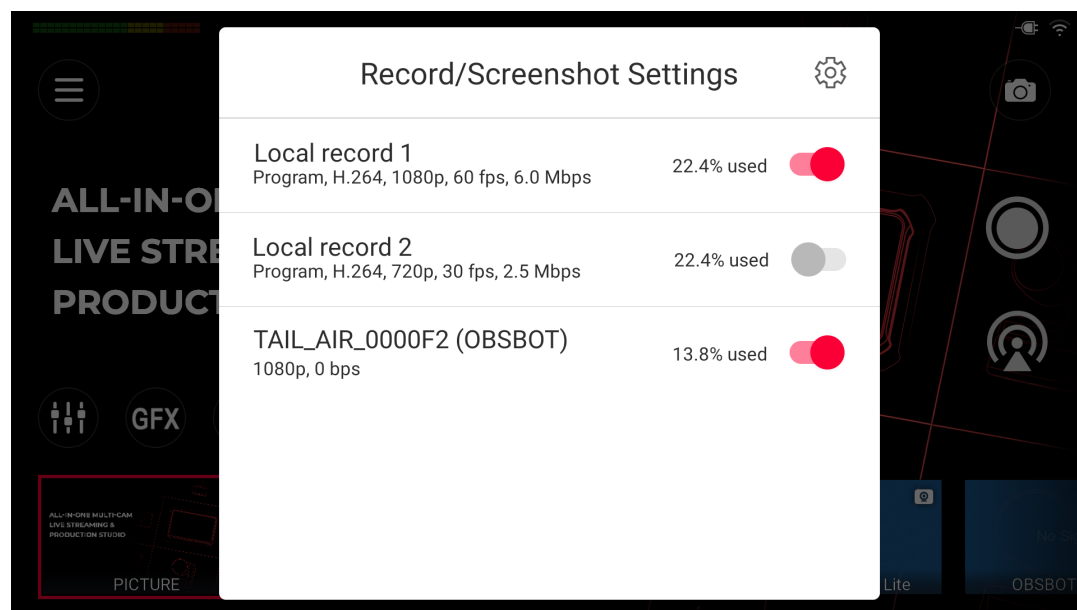 Record/Screenshot Settings
Local record 1
Program, H.264, 1080p, 60 fps, 6.0 Mbps
22.4% used
Local record 2
Program, H.264, 720p, 30 fps, 2.5 Mbps
22.4% used
TAIL_AIR_0000F2 (OBSBOT)
1080p, 0 bps
13.8% used
ALL-IN-O
LIVE STRE
PRODUCT
GFX
ALL-IN-ONE MULTI-CAM
LIVE STREAMING &
PRODUCTION STUDIO
PICTURE
Lite
No Si
OBSBOT